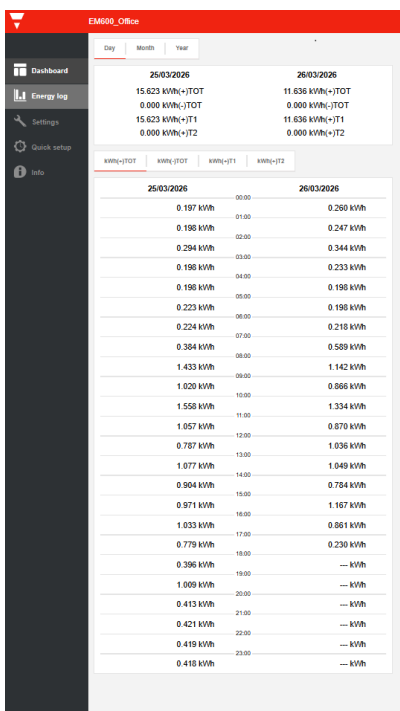 EM600_Office
Dashboard
Energy log
Settings
Quick setup
Info
Day Month Year
25/03/2026 26/03/2026
15.623 kWh(+)TOT 11.636 kWh(+)TOT
0.000 kWh(-)TOT 0.000 kWh(-)TOT
15.623 kWh(+)T1 11.636 kWh(+)T1
0.000 kWh(+)T2 0.000 kWh(+)T2
kWh(+)TOT kWh(-)TOT kWh(+)T1 kWh(+)T2
25/03/2026 26/03/2026
00:00
0.197 kWh 0.260 kWh
01:00
0.198 kWh 0.247 kWh
02:00
0.294 kWh 0.344 kWh
03:00
0.198 kWh 0.233 kWh
04:00
0.198 kWh 0.198 kWh
05:00
0.223 kWh 0.198 kWh
06:00
0.224 kWh 0.218 kWh
07:00
0.384 kWh 0.589 kWh
08:00
1.433 kWh 1.142 kWh
09:00
1.020 kWh 0.866 kWh
10:00
1.558 kWh 1.334 kWh
11:00
1.057 kWh 0.870 kWh
12:00
0.787 kWh 1.036 kWh
13:00
1.077 kWh 1.049 kWh
14:00
0.904 kWh 0.784 kWh
15:00
0.971 kWh 1.167 kWh
16:00
1.033 kWh 0.861 kWh
17:00
0.779 kWh 0.230 kWh
18:00
0.396 kWh --- kWh
19:00
1.009 kWh --- kWh
20:00
0.413 kWh --- kWh
21:00
0.421 kWh --- kWh
22:00
0.419 kWh --- kWh
23:00
0.418 kWh --- kWh